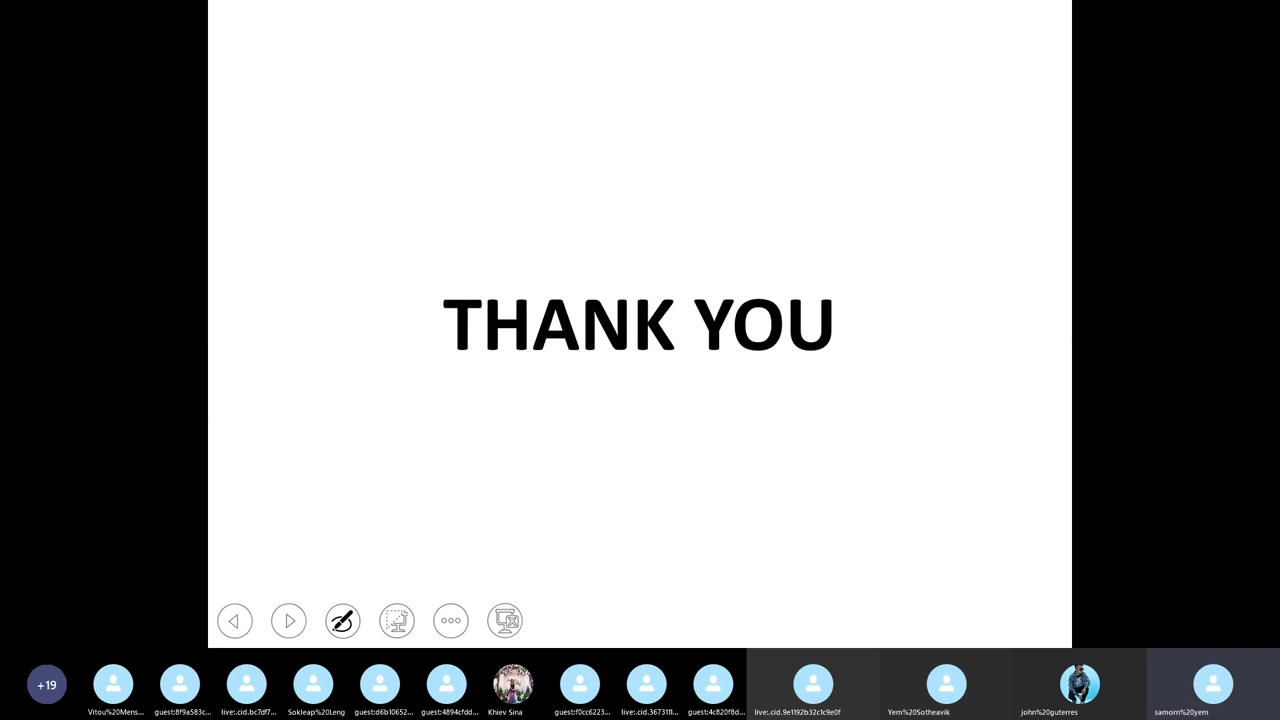 THANK YOU
+19
Vitou%20Mens...
guest:8f9a583c...
live:.cid.bc7df7...
Sokleap%20Leng
guest:d6b10652...
guest:4894cfdd...
Khiev Sina
guest:f0cc6223...
live:.cid.367311l...
guest:4c820f8d...
live:.cid.9e1192b32c1c9e0f
Yem%20Sotheavik
john%20guterres
samorn%20yem